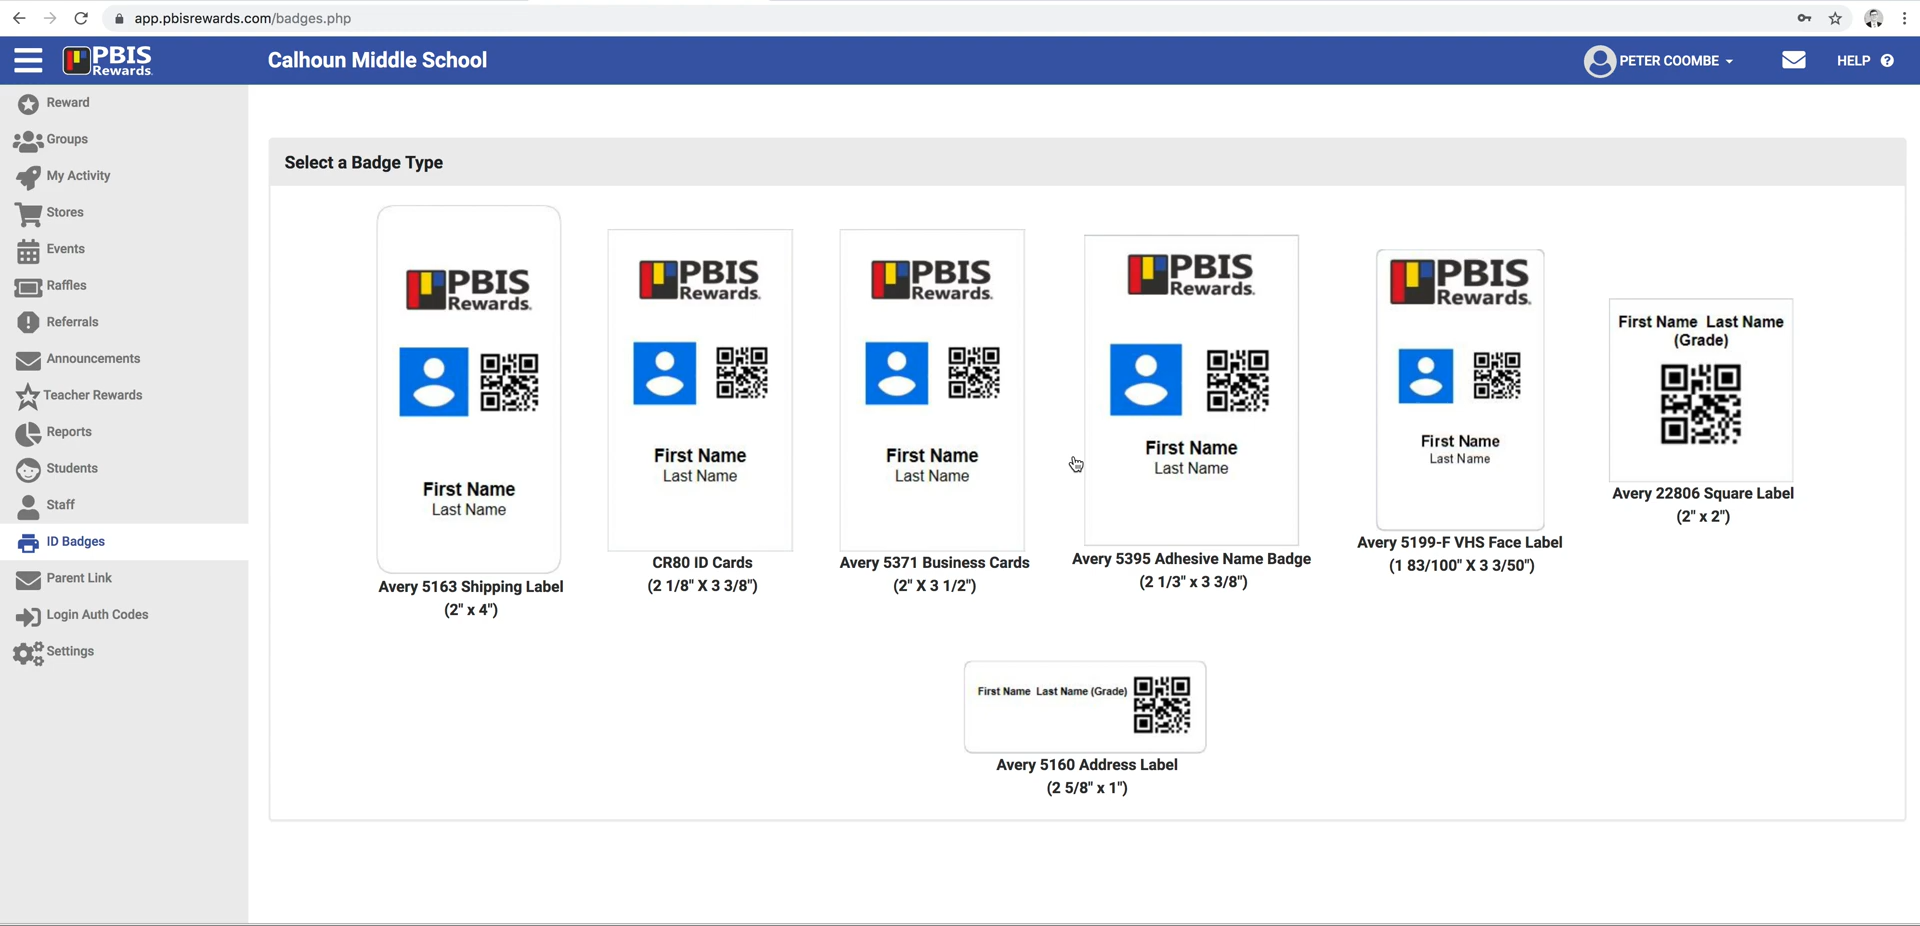 app.pbisrewards.com/badges.php
PBIS
Rewards.
Calhoun Middle School
PETER COOMBE
HELP ?
Reward
Groups
My Activity
Stores
Events
Raffles
Referrals
Announcements
Teacher Rewards
Reports
Students
Staff
ID Badges
Parent Link
Login Auth Codes
Settings
Select a Badge Type
PBIS
Rewards.
First Name
Last Name
Avery 5163 Shipping Label
(2" x 4")
PBIS
Rewards.
First Name
Last Name
CR80 ID Cards
(2 1/8" X 3 3/8")
PBIS
Rewards.
First Name
Last Name
Avery 5371 Business Cards
(2" X 3 1/2")
PBIS
Rewards.
First Name
Last Name
Avery 5395 Adhesive Name Badge
(2 1/3" x 3 3/8")
PBIS
Rewards.
First Name
Last Name
Avery 5199-F VHS Face Label
(1 83/100" X 3 3/50")
First Name Last Name
(Grade)
Avery 22806 Square Label
(2" x 2")
First Name Last Name (Grade)
Avery 5160 Address Label
(2 5/8" x 1")